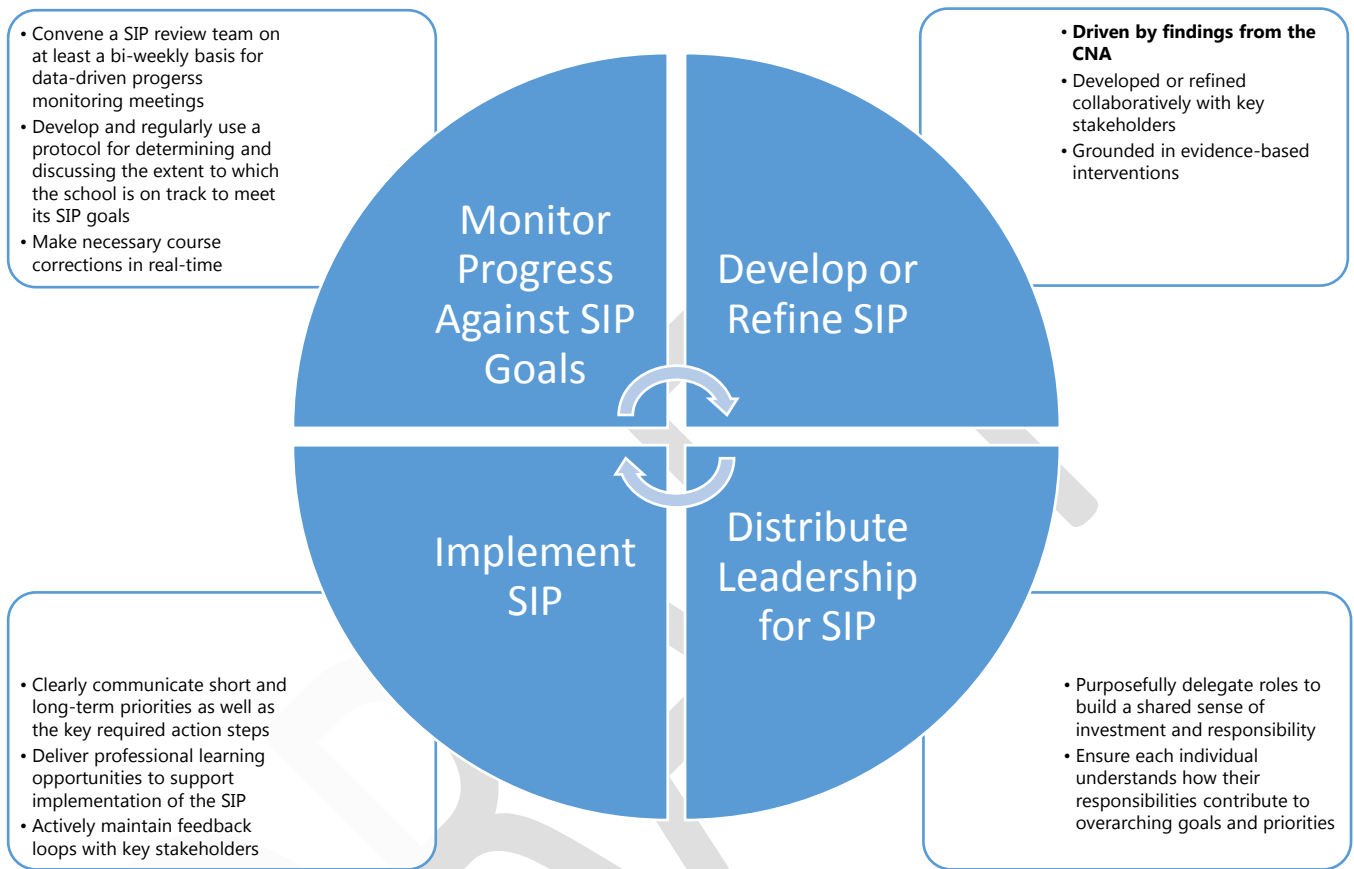 • Convene a SIP review team on
at least a bi-weekly basis for
data-driven progerss
monitoring meetings
• Develop and regularly use a
protocol for determining and
discussing the extent to which
the school is on track to meet
its SIP goals
• Make necessary course
corrections in real-time
• Driven by findings from the
CNA
• Developed or refined
collaboratively with key
stakeholders
• Grounded in evidence-based
interventions
Monitor
Progress
Against SIP
Goals
Develop or
Refine SIP
Implement
SIP
Distribute
Leadership
for SIP
• Clearly communicate short and
long-term priorities as well as
the key required action steps
• Deliver professional learning
opportunities to support
implementation of the SIP
• Actively maintain feedback
loops with key stakeholders
• Purposefully delegate roles to
build a shared sense of
investment and responsibility
• Ensure each individual
understands how their
responsibilities contribute to
overarching goals and priorities